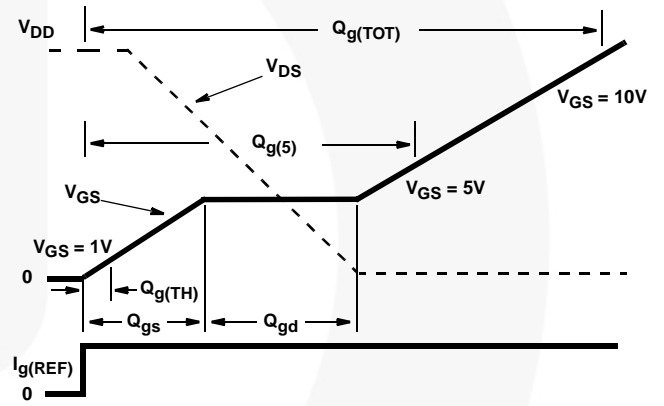 V_DD
Q_g(TOT)
V_DS
V_GS = 10V
Q_g(5)
V_GS
V_GS = 5V
V_GS = 1V
0
Q_g(TH)
Q_gs
Q_gd
I_g(REF)
0